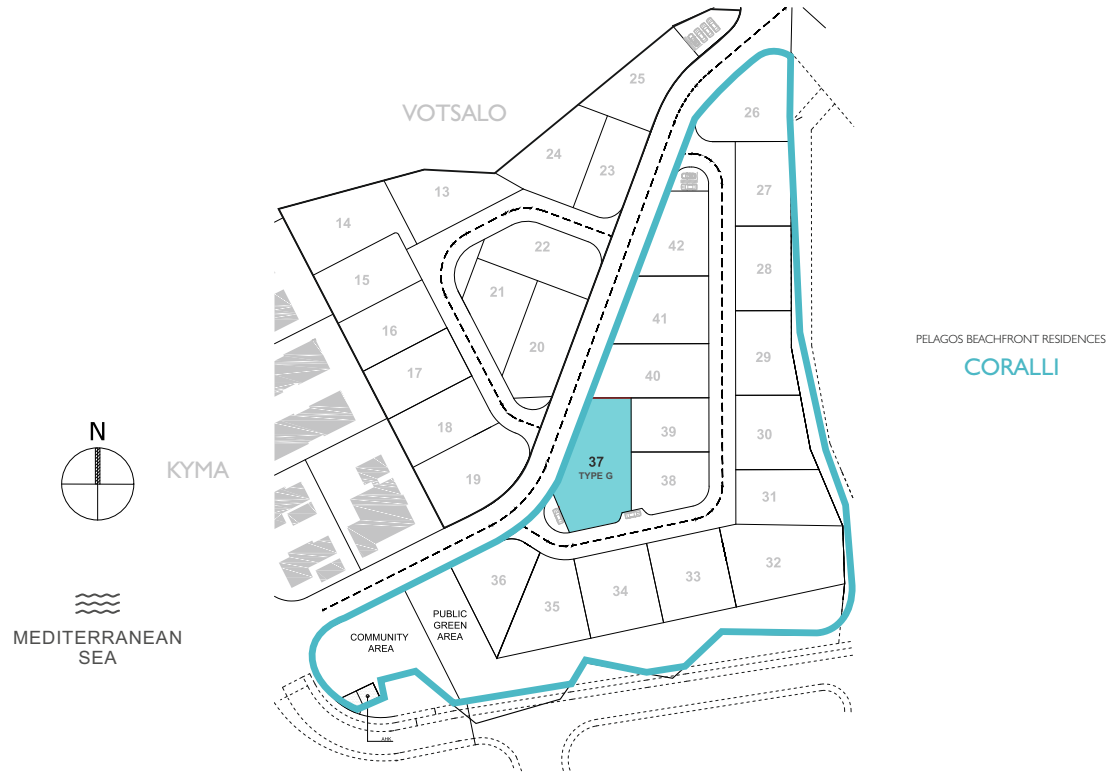 25
VOTSALO
26
24
23
13
27
14
22
42
15
28
21
16
41
20
29
17
PELAGOS BEACHFRONT RESIDENCES
CORALLI
40
18
39
30
N
37
TYPE G
KYMA
19
38
31
36
32
33
34
35
PUBLIC
GREEN
AREA
MEDITERRANEAN
SEA
COMMUNITY
AREA
AHK